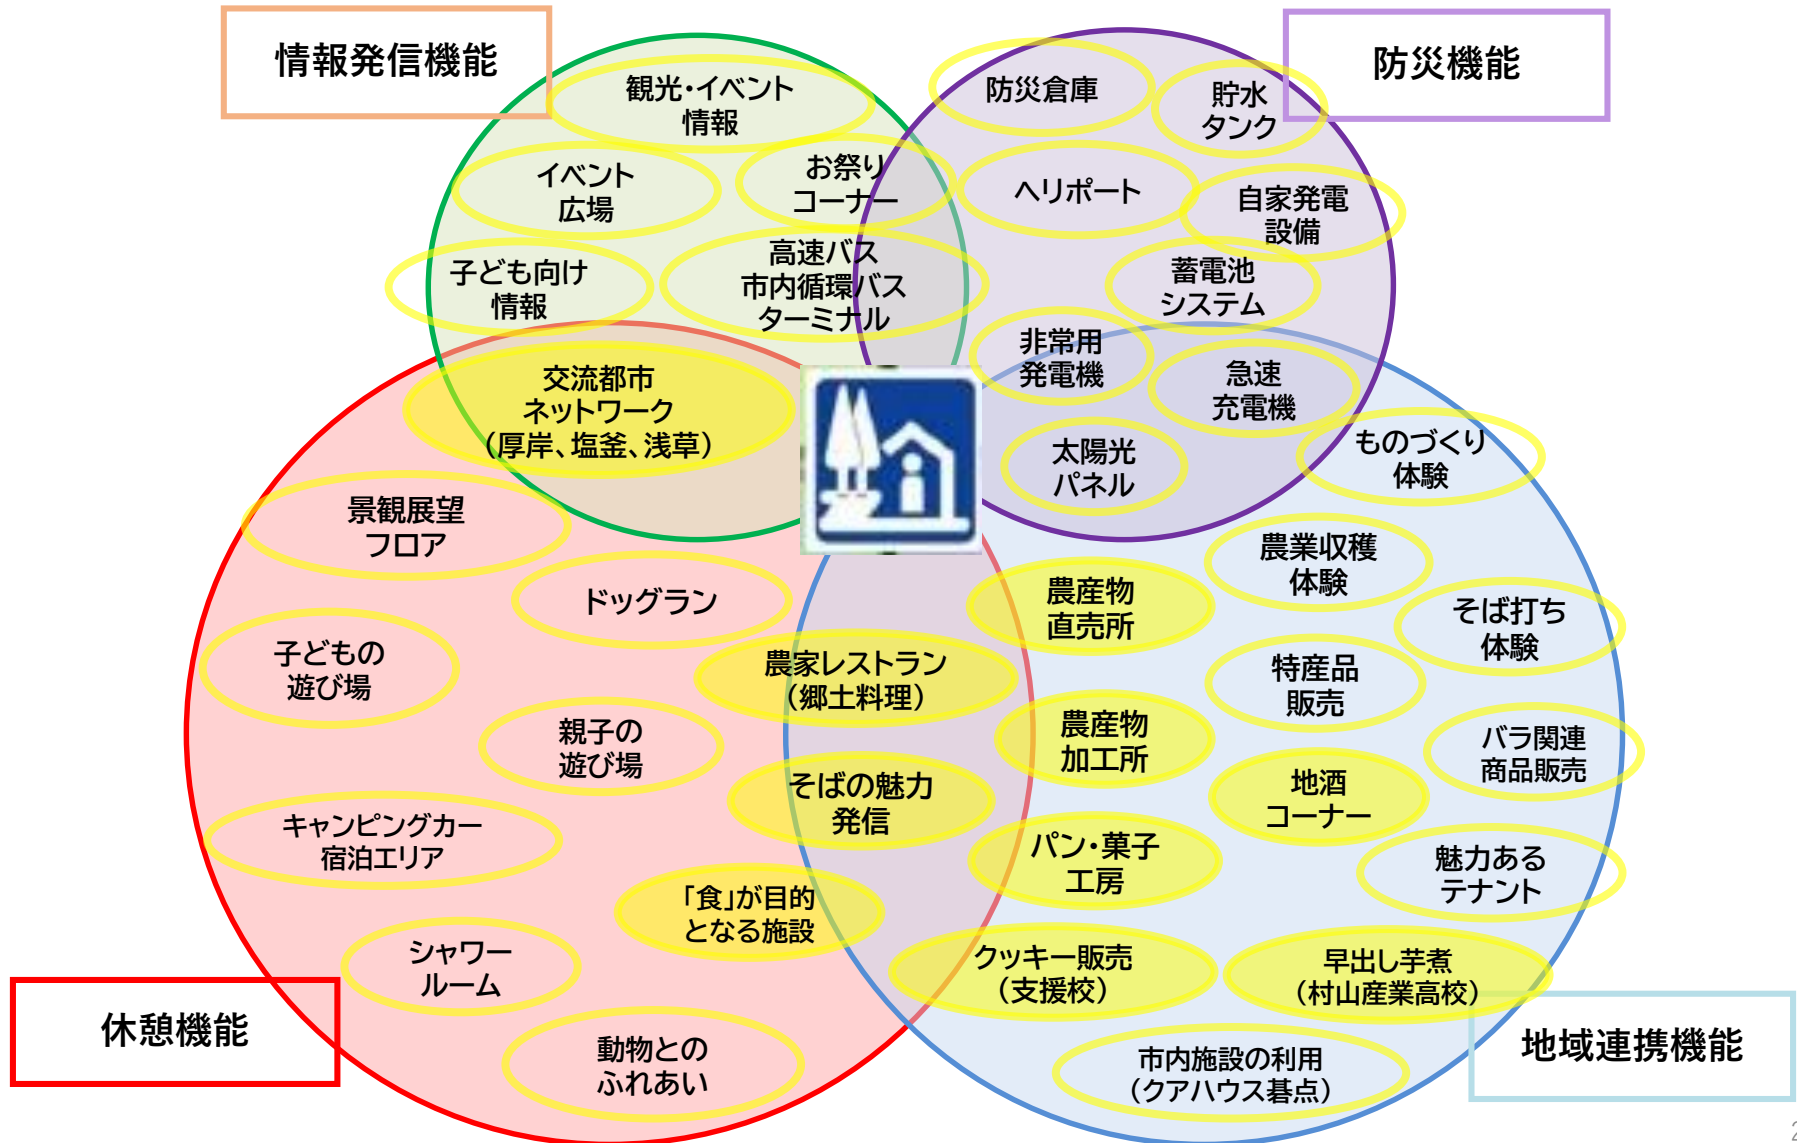 情報発信機能
防災機能
観光・イベント
情報
イベント
広場
お祭り
コーナー
子ども向け
情報
高速バス
市内循環バス
ターミナル
防災倉庫
貯水
タンク
ヘリポート
自家発電
設備
蓄電池
システム
非常用
発電機
急速
充電機
太陽光
パネル
交流都市
ネットワーク
（厚岸、塩釜、浅草）
景観展望
フロア
ドッグラン
子どもの
遊び場
親子の
遊び場
キャンピングカー
宿泊エリア
シャワー
ルーム
動物との
ふれあい
農家レストラン
（郷土料理）
そばの魅力
発信
「食」が目的
となる施設
ものづくり
体験
農業収穫
体験
そば打ち
体験
農産物
直売所
特産品
販売
農産物
加工所
バラ関連
商品販売
地酒
コーナー
パン・菓子
工房
魅力ある
テナント
クッキー販売
（支援校）
早出し芋煮
（村山産業高校）
市内施設の利用
（クアハウス碁点）
休憩機能
地域連携機能
2